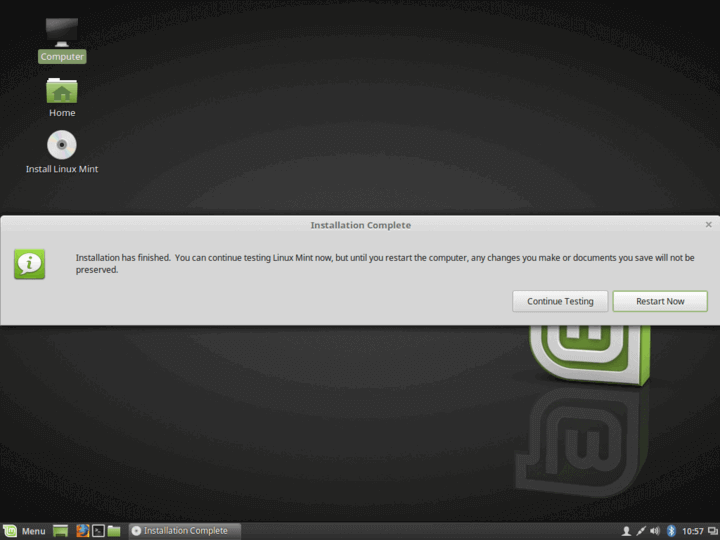 Computer
Home
Install Linux Mint
Installation Complete
Installation has finished. You can continue testing Linux Mint now, but until you restart the computer, any changes you make or documents you save will not be
preserved.
Continue Testing
Restart Now
Menu
Installation Complete
10:57